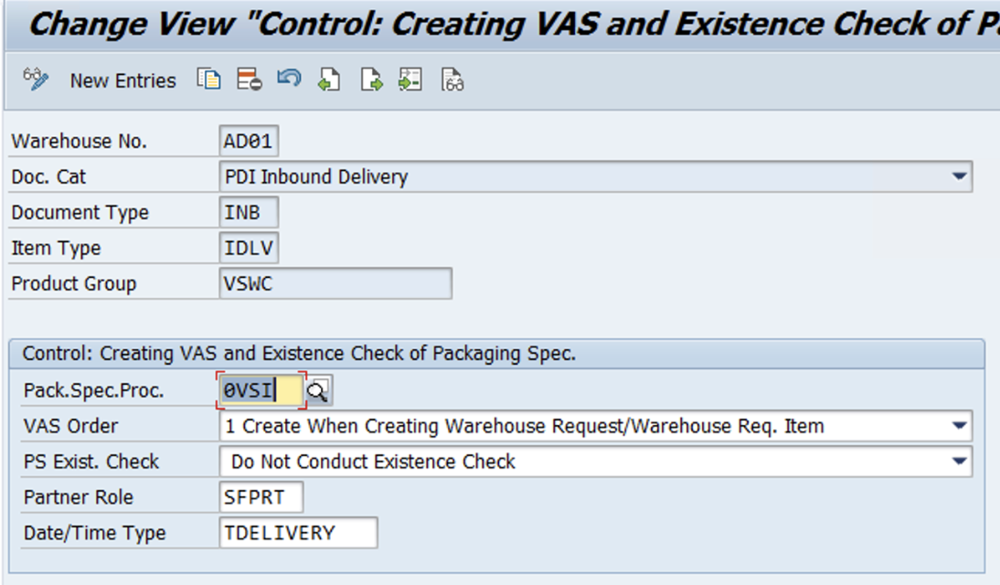 Change View "Control: Creating VAS and Existence Check of Pa
New Entries
Warehouse No. AD01
Doc. Cat PDI Inbound Delivery
Document Type INB
Item Type IDLV
Product Group VSWC
Control: Creating VAS and Existence Check of Packaging Spec.
Pack.Spec.Proc. 0VSI
VAS Order 1 Create When Creating Warehouse Request/Warehouse Req. Item
PS Exist. Check Do Not Conduct Existence Check
Partner Role SFPRT
Date/Time Type TDELIVERY